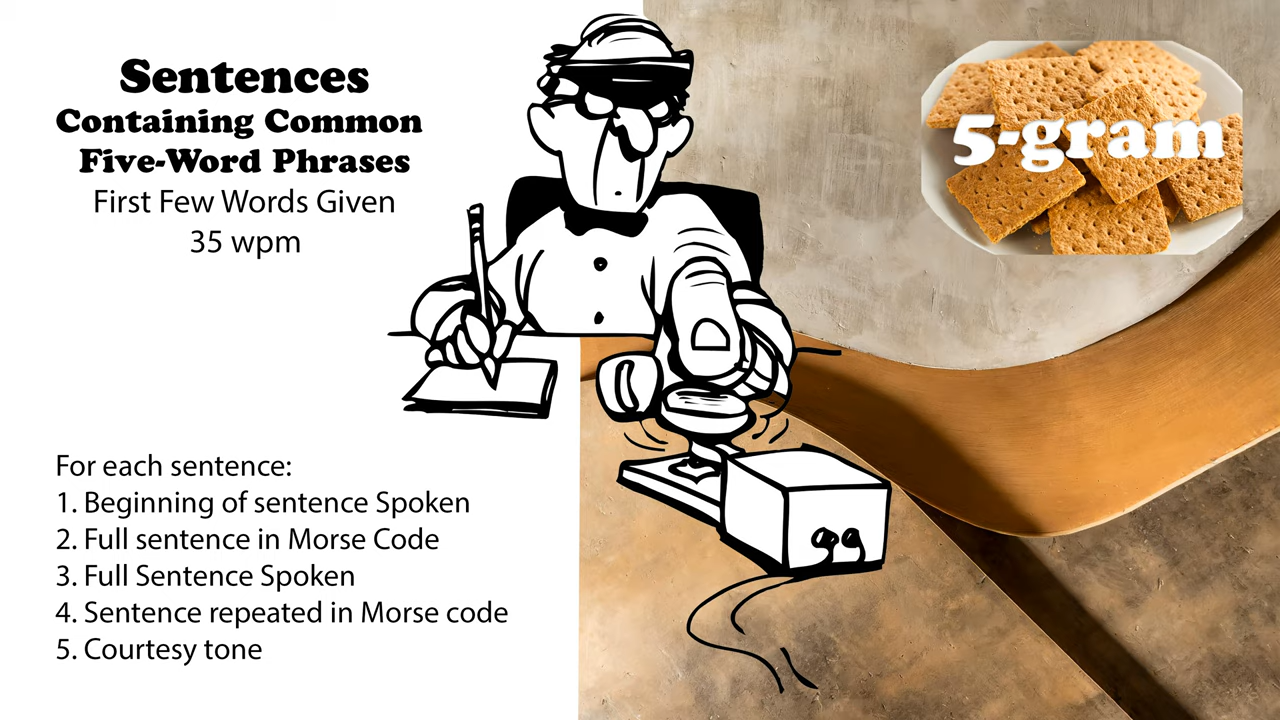 Sentences
Containing Common
Five-Word Phrases
First Few Words Given
35 wpm
5-gram
For each sentence:
1. Beginning of sentence Spoken
2. Full sentence in Morse Code
3. Full Sentence Spoken
4. Sentence repeated in Morse code
5. Courtesy tone